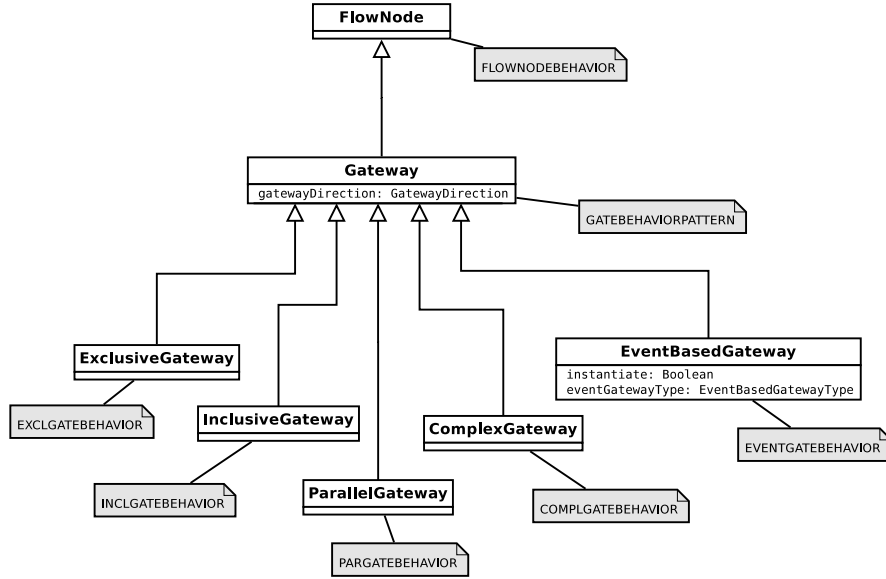 FlowNode
FLOWNODEBEHAVIOR
Gateway
gatewayDirection: GatewayDirection
GATEBEHAVIORPATTERN
ExclusiveGateway
EventBasedGateway
instantiate: Boolean
eventGatewayType: EventBasedGatewayType
EXCLGATEBEHAVIOR
InclusiveGateway
ComplexGateway
EVENTGATEBEHAVIOR
INCLGATEBEHAVIOR
ParallelGateway
COMPLGATEBEHAVIOR
PARGATEBEHAVIOR